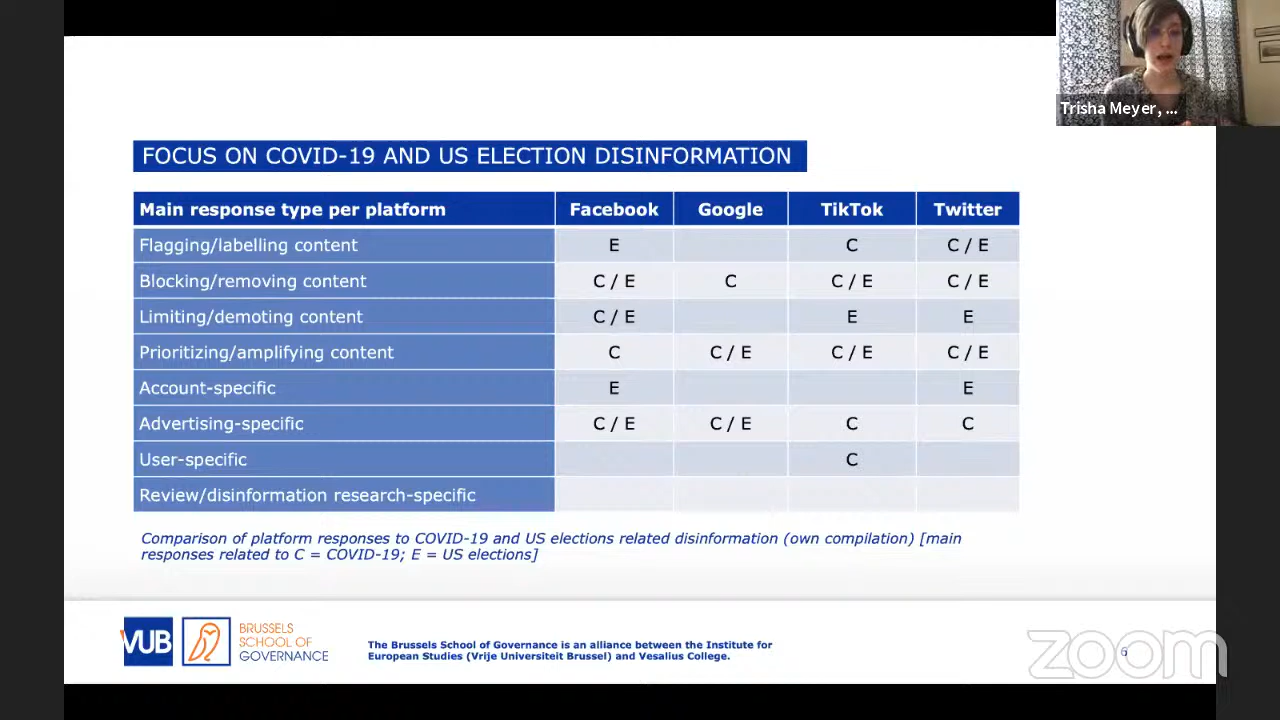 Trisha Meyer, ...
FOCUS ON COVID-19 AND US ELECTION DISINFORMATION
Main response type per platform Facebook Google TikTok Twitter
Flagging/labelling content E C C / E
Blocking/removing content C / E C C / E C / E
Limiting/demoting content C / E E E
Prioritizing/amplifying content C C / E C / E C / E
Account-specific E E
Advertising-specific C / E C / E C C
User-specific C
Review/disinformation research-specific
Comparison of platform responses to COVID-19 and US elections related disinformation (own compilation) [main
responses related to C = COVID-19; E = US elections]
VUB
BRUSSELS
SCHOOL OF
GOVERNANCE
The Brussels School of Governance is an alliance between the Institute for
European Studies (Vrije Universiteit Brussel) and Vesalius College.
6
zoom